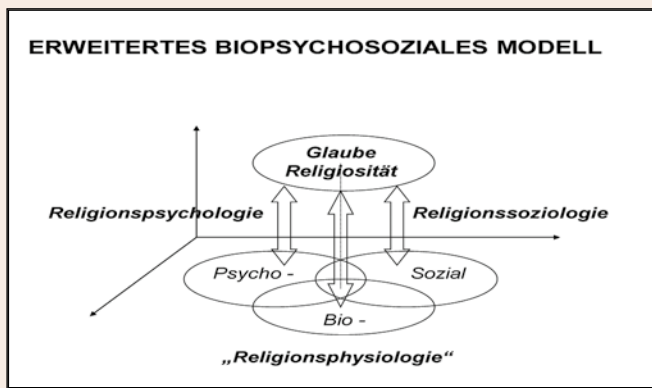 ERWEITERTES BIOPSYCHOSOZIALES MODELL
Glaube
Religiosität
Religionspsychologie
Religionssoziologie
Psycho -
Sozial
Bio -
„Religionsphysiologie“